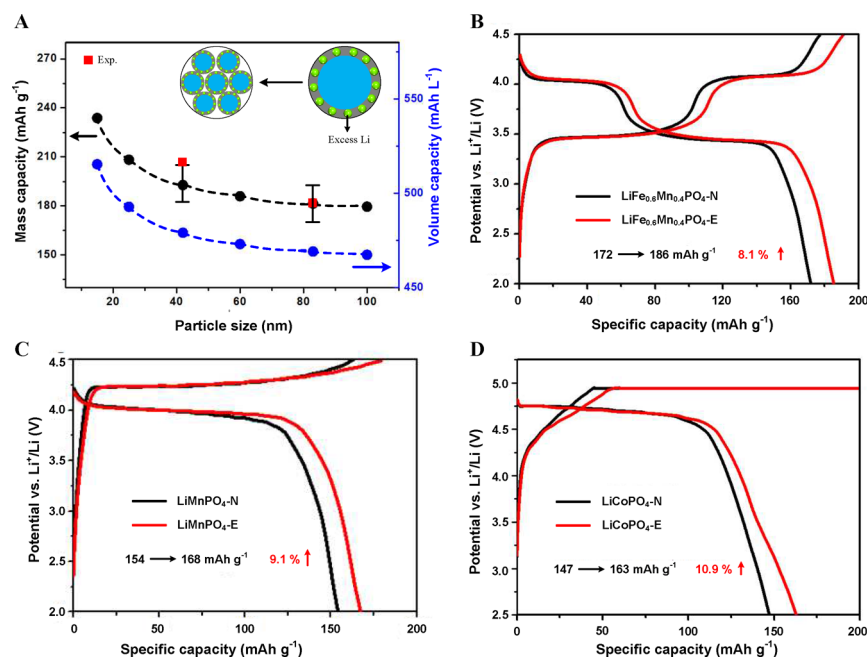 A
270
240
210
180
150
Mass capacity (mAh g⁻¹)
Exp.
Excess Li
550
500
450
Volume capacity (mAh L⁻¹)
20 40 60 80 100
Particle size (nm)
B
4.5
4.0
3.5
3.0
2.5
2.0
Potential vs. Li⁺/Li (V)
LiFe₀.₆Mn₀.₄PO₄-N
LiFe₀.₆Mn₀.₄PO₄-E
172 → 186 mAh g⁻¹ 8.1 % ↑
0 40 80 120 160 200
Specific capacity (mAh g⁻¹)
C
4.5
4.0
3.5
3.0
2.5
2.0
Potential vs. Li⁺/Li (V)
LiMnPO₄-N
LiMnPO₄-E
154 → 168 mAh g⁻¹ 9.1 % ↑
0 50 100 150 200
Specific capacity (mAh g⁻¹)
D
5.0
4.5
4.0
3.5
3.0
2.5
Potential vs. Li⁺/Li (V)
LiCoPO₄-N
LiCoPO₄-E
147 → 163 mAh g⁻¹ 10.9 % ↑
0 50 100 150 200
Specific capacity (mAh g⁻¹)